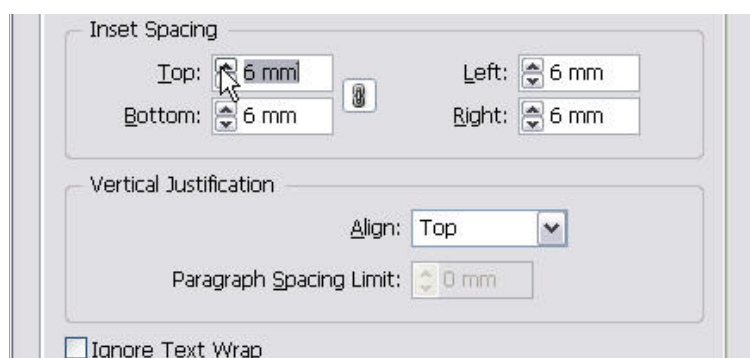 Inset Spacing
Top: 6 mm Left: 6 mm
Bottom: 6 mm Right: 6 mm
Vertical Justification
Align: Top
Paragraph Spacing Limit: 0 mm
Ignore Text Wrap